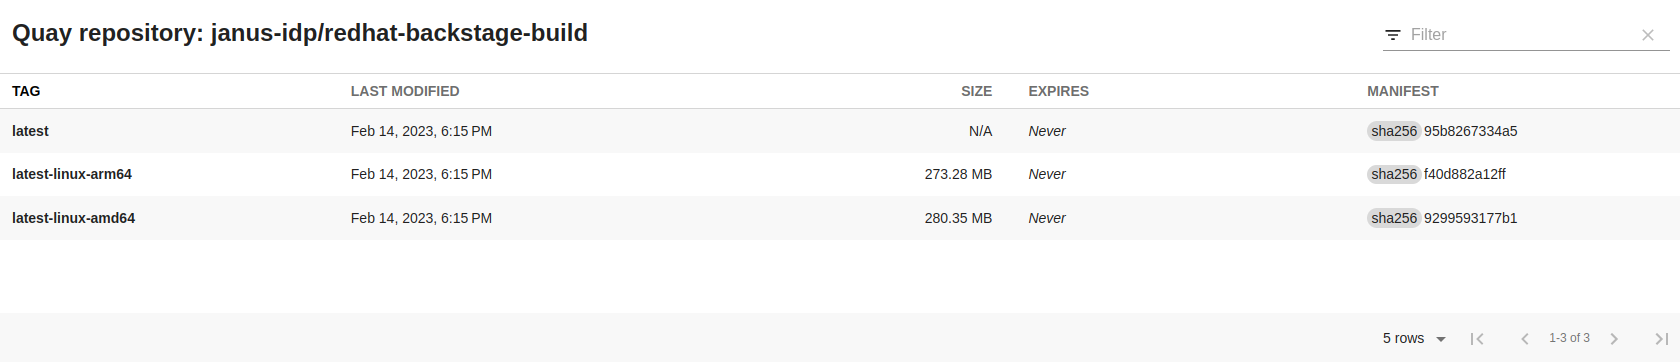 Quay repository: janus-idp/redhat-backstage-build
Filter
TAG LAST MODIFIED SIZE EXPIRES MANIFEST
latest Feb 14, 2023, 6:15 PM N/A Never sha256 95b8267334a5
latest-linux-arm64 Feb 14, 2023, 6:15 PM 273.28 MB Never sha256 f40d882a12ff
latest-linux-amd64 Feb 14, 2023, 6:15 PM 280.35 MB Never sha256 9299593177b1
5 rows 1-3 of 3